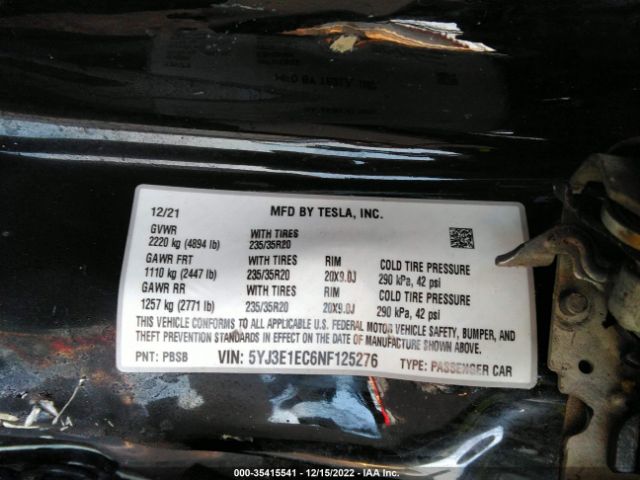 12/21 MFD BY TESLA, INC.
GVWR WITH TIRES
2220 kg (4894 lb) 235/35R20
GAWR FRT WITH TIRES RIM COLD TIRE PRESSURE
1110 kg (2447 lb) 235/35R20 20X9.0J 290 kPa, 42 psi
GAWR RR WITH TIRES RIM COLD TIRE PRESSURE
1257 kg (2771 lb) 235/35R20 20X9.0J 290 kPa, 42 psi
THIS VEHICLE CONFORMS TO ALL APPLICABLE U.S. FEDERAL MOTOR VEHICLE SAFETY, BUMPER, AND
THEFT PREVENTION STANDARDS IN EFFECT ON THE DATE OF MANUFACTURE SHOWN ABOVE.
PNT: PBSB VIN: 5YJ3E1EC6NF125276 TYPE: PASSENGER CAR
000-35415541 - 12/15/2022 - IAA Inc.